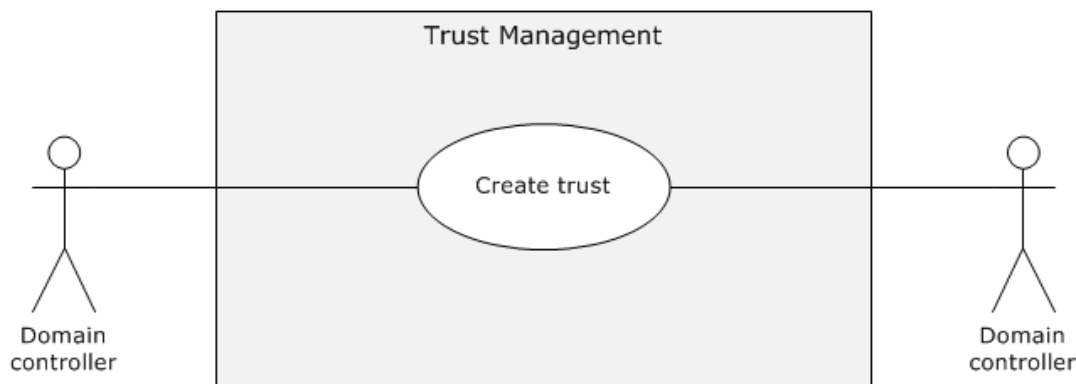 Trust Management
Create trust
Domain
controller
Domain
controller